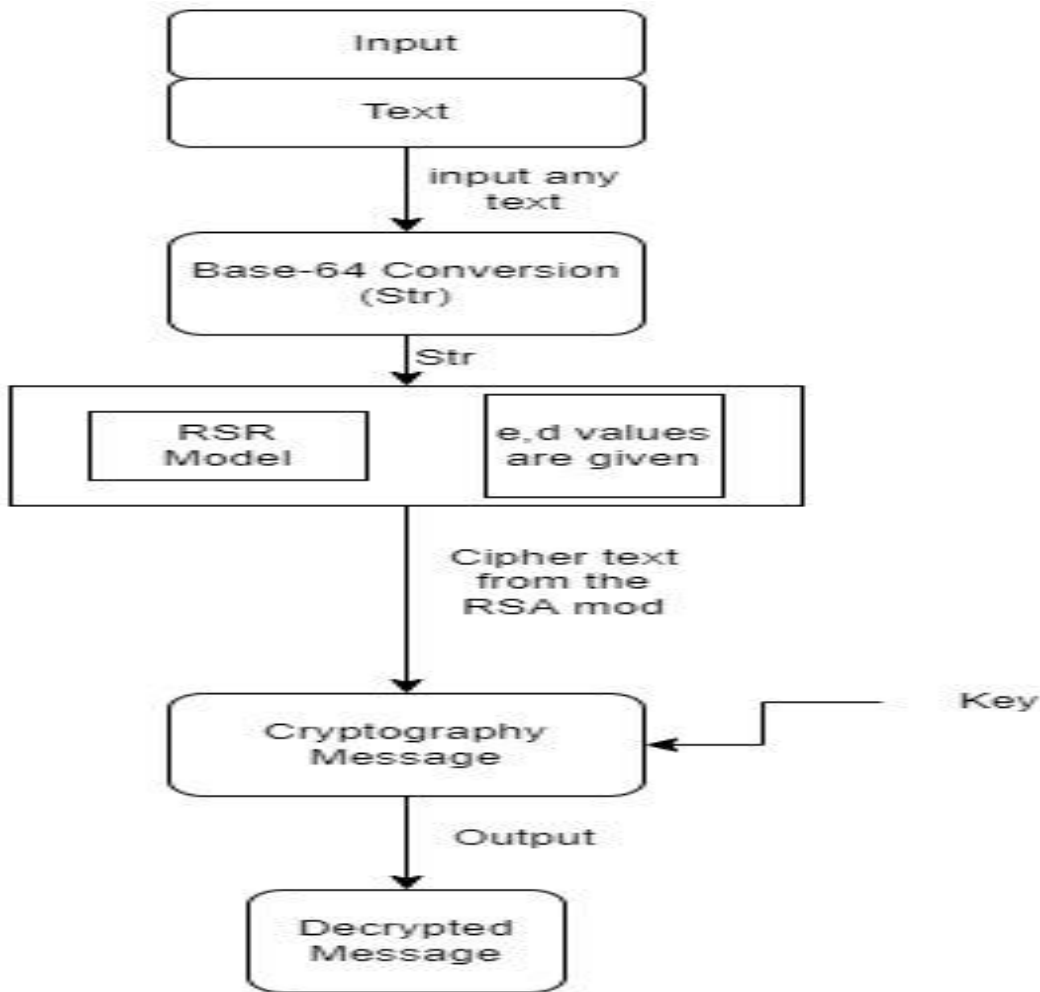 Input
Text
input any
text
Base-64 Conversion
(Str)
Str
RSR
Model
e,d values
are given
Cipher text
from the
RSA mod
Cryptography
Message
Key
Output
Decrypted
Message